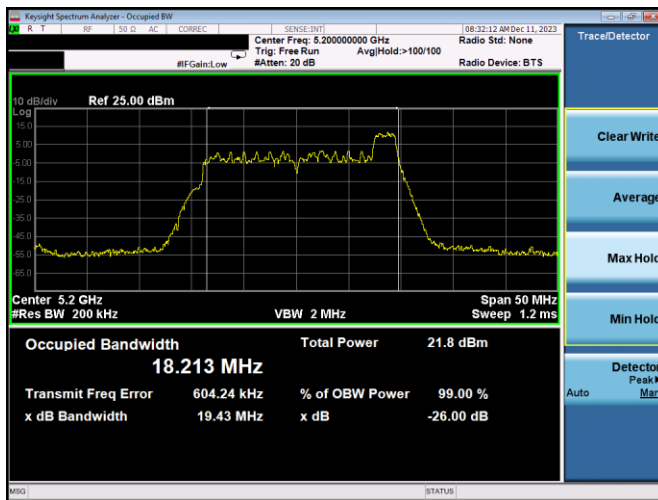 Keysight Spectrum Analyzer - Occupied BW
R T RF 50 Ω AC CORREC SENSE:INT 08:32:12 AM Dec 11, 2023
Center Freq: 5.200000000 GHz Radio Std: None
Trig: Free Run Avg|Hold:>100/100
#IFGain:Low #Atten: 20 dB Radio Device: BTS
Trace/Detector
10 dB/div Ref 25.00 dBm
Log
15.0
5.00
-5.00
-15.0
-25.0
-35.0
-45.0
-55.0
-65.0
Center 5.2 GHz Span 50 MHz
#Res BW 200 kHz VBW 2 MHz Sweep 1.2 ms
Occupied Bandwidth Total Power 21.8 dBm
18.213 MHz
Transmit Freq Error 604.24 kHz % of OBW Power 99.00 %
x dB Bandwidth 19.43 MHz x dB -26.00 dB
Clear Write
Average
Max Hold
Min Hold
Detector
Peak
Auto Man
MSG STATUS